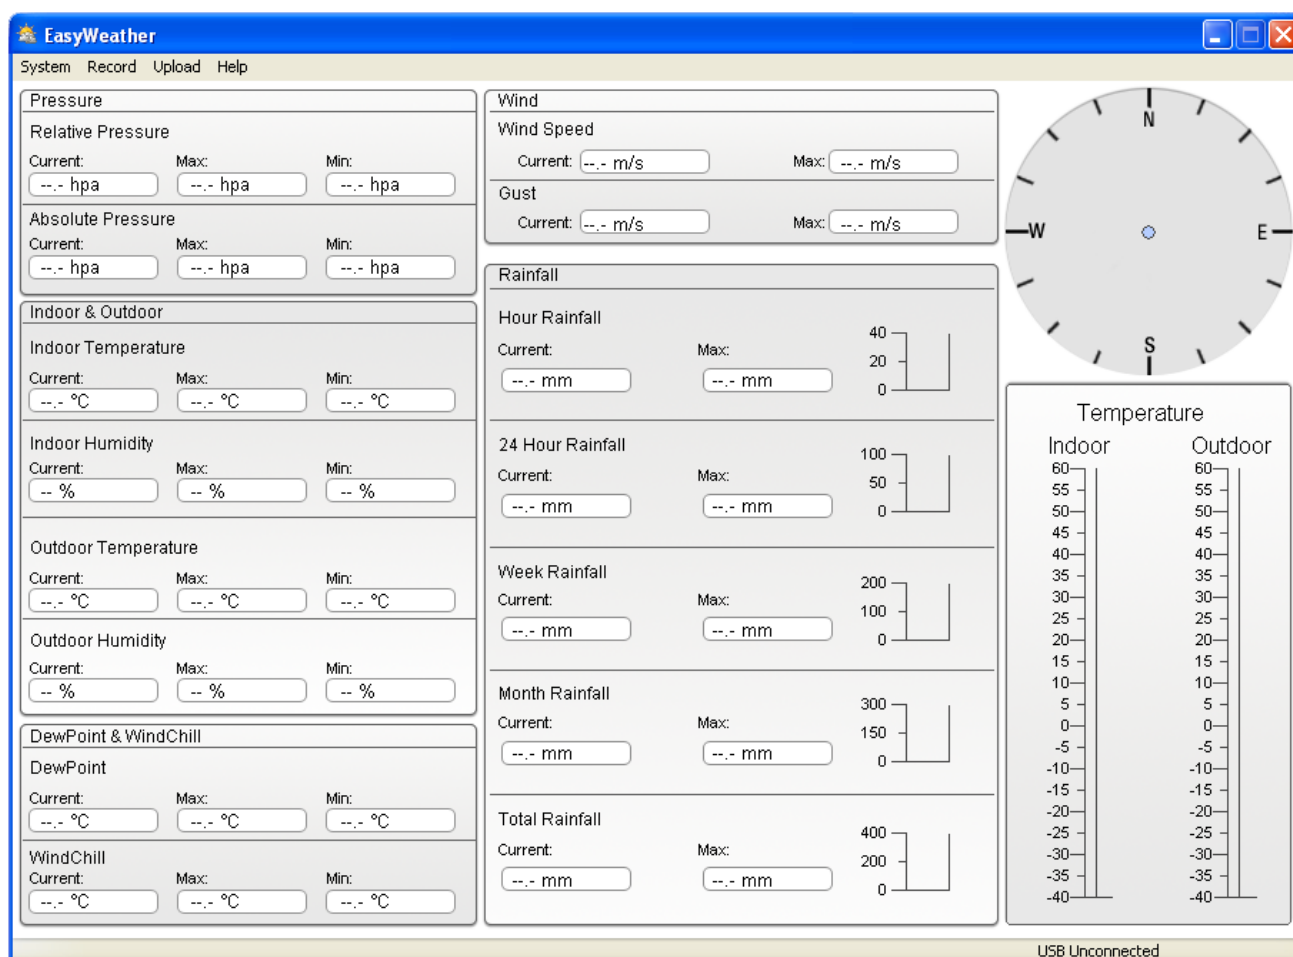 EasyWeather
System Record Upload Help
Pressure
Relative Pressure
Current: Max: Min:
--.- hpa --.- hpa --.- hpa
Absolute Pressure
Current: Max: Min:
--.- hpa --.- hpa --.- hpa
Indoor & Outdoor
Indoor Temperature
Current: Max: Min:
--.- °C --.- °C --.- °C
Indoor Humidity
Current: Max: Min:
-- % -- % -- %
Outdoor Temperature
Current: Max: Min:
--.- °C --.- °C --.- °C
Outdoor Humidity
Current: Max: Min:
-- % -- % -- %
DewPoint & WindChill
DewPoint
Current: Max: Min:
--.- °C --.- °C --.- °C
WindChill
Current: Max: Min:
--.- °C --.- °C --.- °C
Wind
Wind Speed
Current: --.- m/s Max: --.- m/s
Gust
Current: --.- m/s Max: --.- m/s
Rainfall
Hour Rainfall
Current: Max:
--.- mm --.- mm
40
20
0
24 Hour Rainfall
Current: Max:
--.- mm --.- mm
100
50
0
Week Rainfall
Current: Max:
--.- mm --.- mm
200
100
0
Month Rainfall
Current: Max:
--.- mm --.- mm
300
150
0
Total Rainfall
Current: Max:
--.- mm --.- mm
400
200
0
N
W E
S
Temperature
Indoor Outdoor
60 60
55 55
50 50
45 45
40 40
35 35
30 30
25 25
20 20
15 15
10 10
5 5
0 0
-5 -5
-10 -10
-15 -15
-20 -20
-25 -25
-30 -30
-35 -35
-40 -40
USB Unconnected